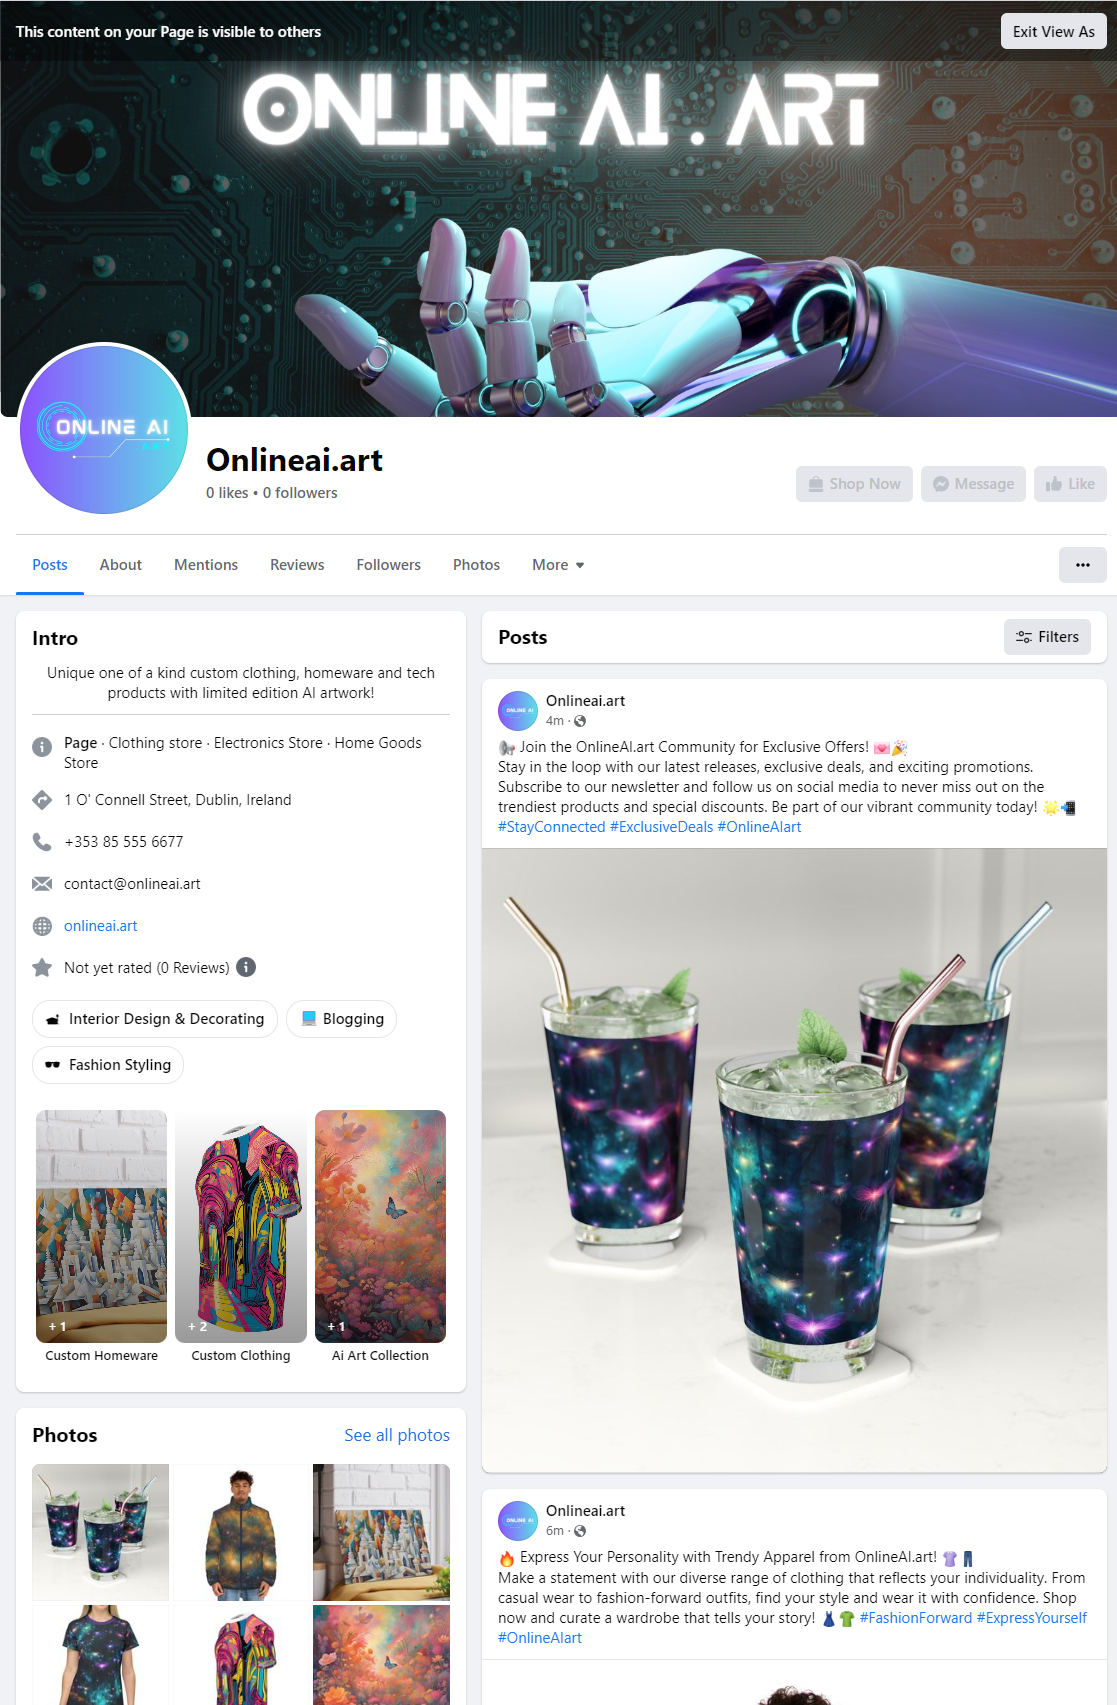 This content on your Page is visible to others
Exit View As
ONLINE AI . ART
ONLINE AI
.ART
Onlineai.art
0 likes • 0 followers
Shop Now
Message
Like
Posts
About
Mentions
Reviews
Followers
Photos
More
Intro
Unique one of a kind custom clothing, homeware and tech
products with limited edition AI artwork!
Page · Clothing store · Electronics Store · Home Goods
Store
1 O' Connell Street, Dublin, Ireland
+353 85 555 6677
contact@onlineai.art
onlineai.art
Not yet rated (0 Reviews)
Interior Design & Decorating
Blogging
Fashion Styling
+ 1
+ 2
+ 1
Custom Homeware
Custom Clothing
Ai Art Collection
Photos
See all photos
Posts
Filters
ONLINE AI
Onlineai.art
4m ·
Join the OnlineAI.art Community for Exclusive Offers!
Stay in the loop with our latest releases, exclusive deals, and exciting promotions.
Subscribe to our newsletter and follow us on social media to never miss out on the
trendiest products and special discounts. Be part of our vibrant community today!
#StayConnected #ExclusiveDeals #OnlineAIart
ONLINE AI
Onlineai.art
6m ·
Express Your Personality with Trendy Apparel from OnlineAI.art!
Make a statement with our diverse range of clothing that reflects your individuality. From
casual wear to fashion-forward outfits, find your style and wear it with confidence. Shop
now and curate a wardrobe that tells your story! #FashionForward #ExpressYourself
#OnlineAIart